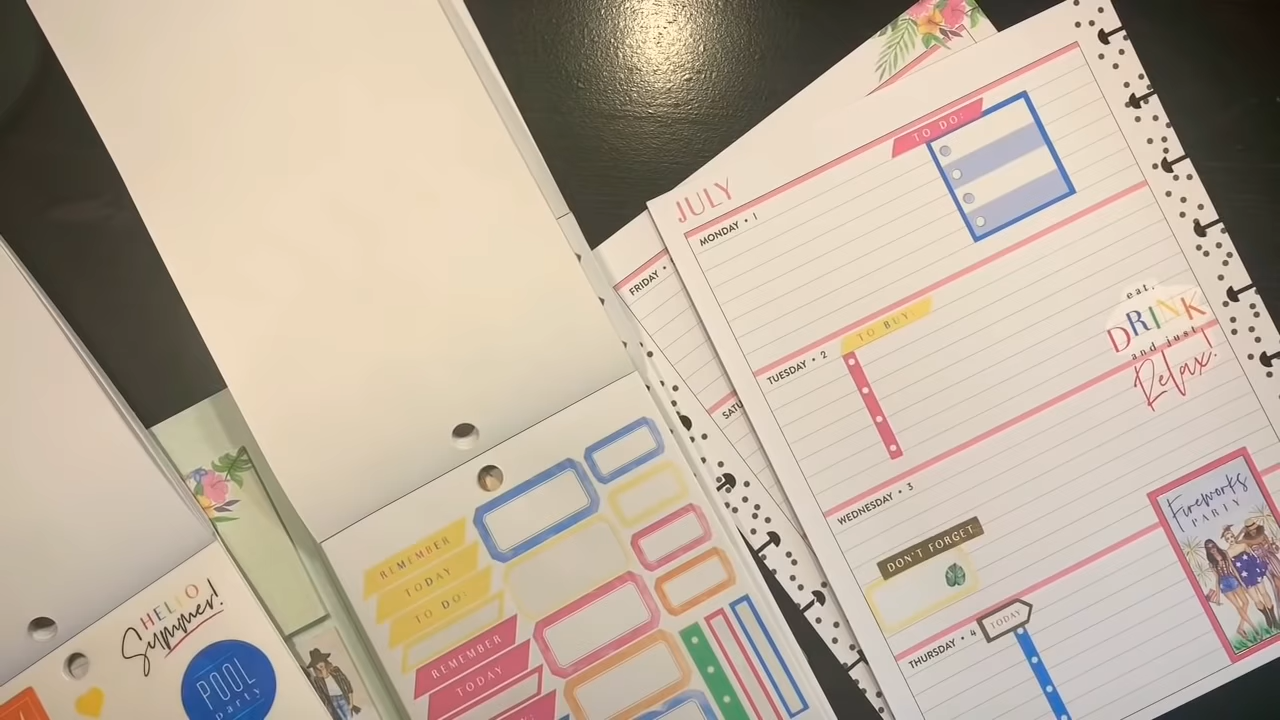 JULY
MONDAY • 1
TO DO:
TUESDAY • 2
TO BUY:
eat,
DRINK
and just
Relax!
WEDNESDAY • 3
DON'T FORGET
Fireworks
PARTY
THURSDAY • 4
TODAY
FRIDAY •
REMEMBER
TODAY
TO DO:
REMEMBER
TODAY
HELLO
Summer!
POOL
Party